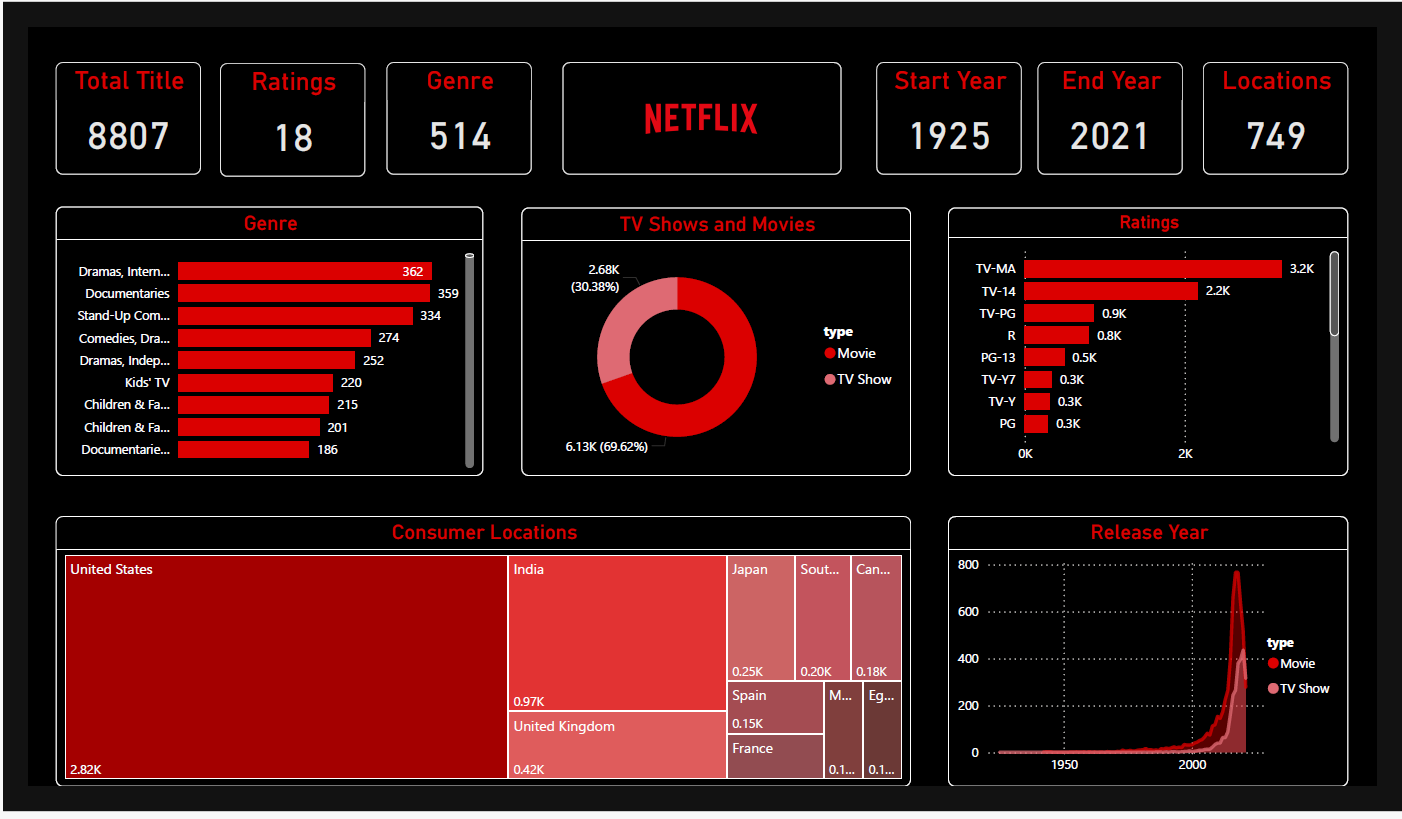 Total Title
8807
Ratings
18
Genre
514
NETFLIX
Start Year
1925
End Year
2021
Locations
749
Genre
Dramas, Intern... 362
Documentaries 359
Stand-Up Com... 334
Comedies, Dra... 274
Dramas, Indep... 252
Kids' TV 220
Children & Fa... 215
Children & Fa... 201
Documentarie... 186
TV Shows and Movies
2.68K
(30.38%)
6.13K (69.62%)
type
Movie
TV Show
Ratings
TV-MA 3.2K
TV-14 2.2K
TV-PG 0.9K
R 0.8K
PG-13 0.5K
TV-Y7 0.3K
TV-Y 0.3K
PG 0.3K
0K 2K
Consumer Locations
United States
2.82K
India
0.97K
United Kingdom
0.42K
Japan
0.25K
Sout...
0.20K
Can...
0.18K
Spain
0.15K
France
M...
0.1...
Eg...
0.1...
Release Year
800
600
400
200
0
1950 2000
type
Movie
TV Show